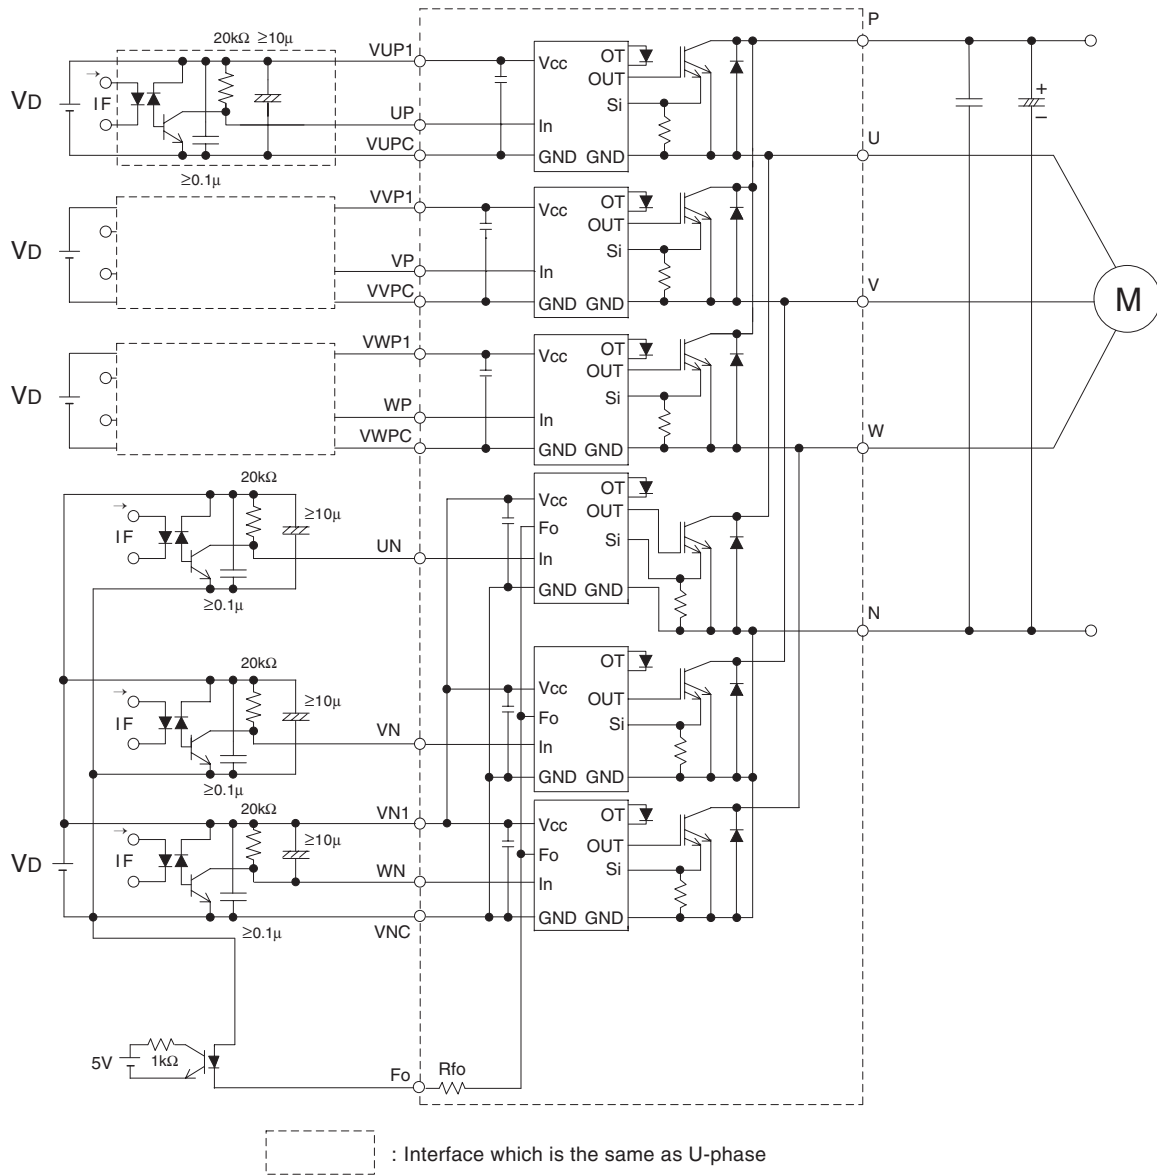 P
20kΩ ≥10μ
VUP1
Vcc
OT
OUT
Si
In
GND GND
VD
IF
UP
VUPC
≥0.1μ
U
+
−
VVP1
Vcc
OT
OUT
Si
In
GND GND
VD
VP
VVPC
V
M
VWP1
Vcc
OT
OUT
Si
In
GND GND
VD
WP
VWPC
W
20kΩ
≥10μ
IF
UN
≥0.1μ
Vcc
Fo
In
GND GND
OT
OUT
Si
N
20kΩ
≥10μ
IF
VN
≥0.1μ
Vcc
Fo
In
GND GND
OT
OUT
Si
20kΩ
≥10μ
VN1
VD
IF
WN
≥0.1μ
VNC
Vcc
Fo
In
GND GND
OT
OUT
Si
5V
1kΩ
Fo
Rfo
: Interface which is the same as U-phase